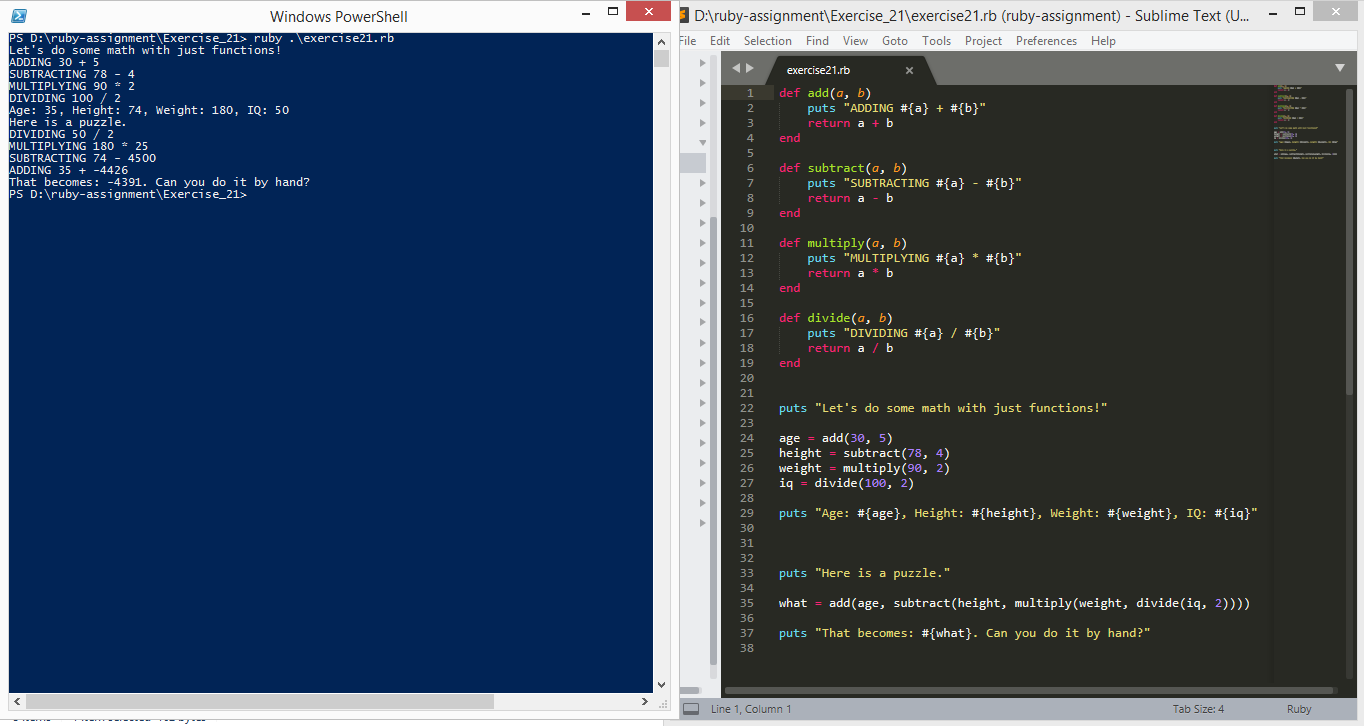 Windows PowerShell
PS D:\ruby-assignment\Exercise_21> ruby .\exercise21.rb
Let's do some math with just functions!
ADDING 30 + 5
SUBTRACTING 78 - 4
MULTIPLYING 90 * 2
DIVIDING 100 / 2
Age: 35, Height: 74, Weight: 180, IQ: 50
Here is a puzzle.
DIVIDING 50 / 2
MULTIPLYING 180 * 25
SUBTRACTING 74 - 4500
ADDING 35 + -4426
That becomes: -4391. Can you do it by hand?
PS D:\ruby-assignment\Exercise_21>
D:\ruby-assignment\Exercise_21\exercise21.rb (ruby-assignment) - Sublime Text (U...
File Edit Selection Find View Goto Tools Project Preferences Help
exercise21.rb
1 def add(a, b)
2 puts "ADDING #{a} + #{b}"
3 return a + b
4 end
5
6 def subtract(a, b)
7 puts "SUBTRACTING #{a} - #{b}"
8 return a - b
9 end
10
11 def multiply(a, b)
12 puts "MULTIPLYING #{a} * #{b}"
13 return a * b
14 end
15
16 def divide(a, b)
17 puts "DIVIDING #{a} / #{b}"
18 return a / b
19 end
20
21
22 puts "Let's do some math with just functions!"
23
24 age = add(30, 5)
25 height = subtract(78, 4)
26 weight = multiply(90, 2)
27 iq = divide(100, 2)
28
29 puts "Age: #{age}, Height: #{height}, Weight: #{weight}, IQ: #{iq}"
30
31
32
33 puts "Here is a puzzle."
34
35 what = add(age, subtract(height, multiply(weight, divide(iq, 2))))
36
37 puts "That becomes: #{what}. Can you do it by hand?"
38
Line 1, Column 1
Tab Size: 4
Ruby